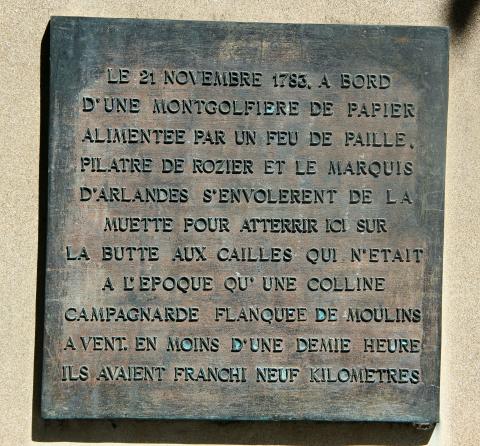 LE 21 NOVEMBRE 1783, A BORD
D'UNE MONTGOLFIERE DE PAPIER
ALIMENTEE PAR UN FEU DE PAILLE,
PILATRE DE ROZIER ET LE MARQUIS
D'ARLANDES S'ENVOLERENT DE LA
MUETTE POUR ATTERRIR ICI SUR
LA BUTTE AUX CAILLES QUI N'ETAIT
A L'EPOQUE QU' UNE COLLINE
CAMPAGNARDE FLANQUEE DE MOULINS
A VENT. EN MOINS D'UNE DEMIE HEURE
ILS AVAIENT FRANCHI NEUF KILOMETRES